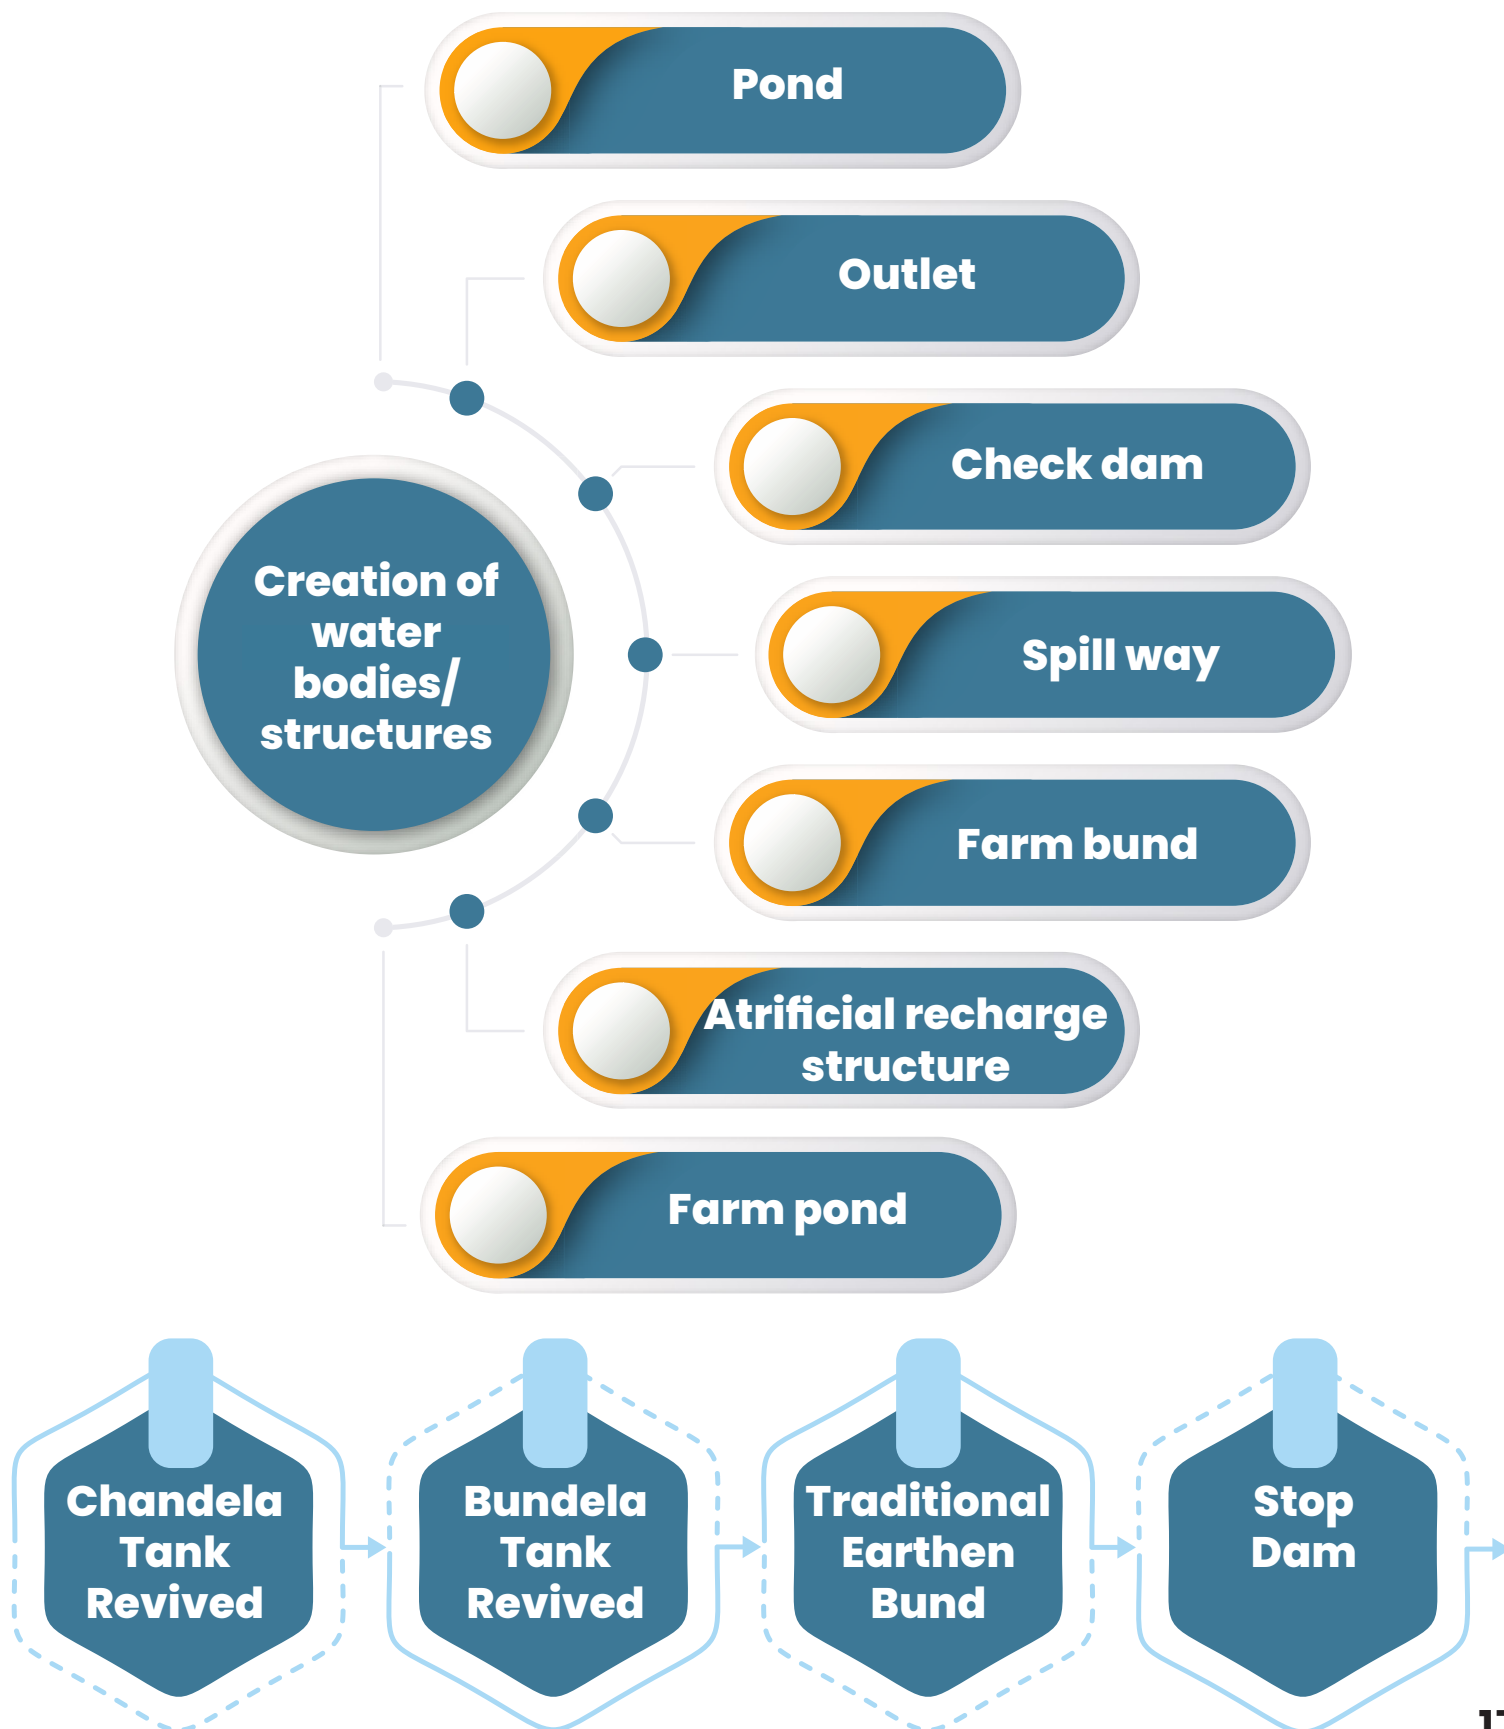 Pond
Outlet
Check dam
Creation of
water
bodies/
structures
Spill way
Farm bund
Atrificial recharge
structure
Farm pond
Chandela
Tank
Revived
Bundela
Tank
Revived
Traditional
Earthen
Bund
Stop
Dam